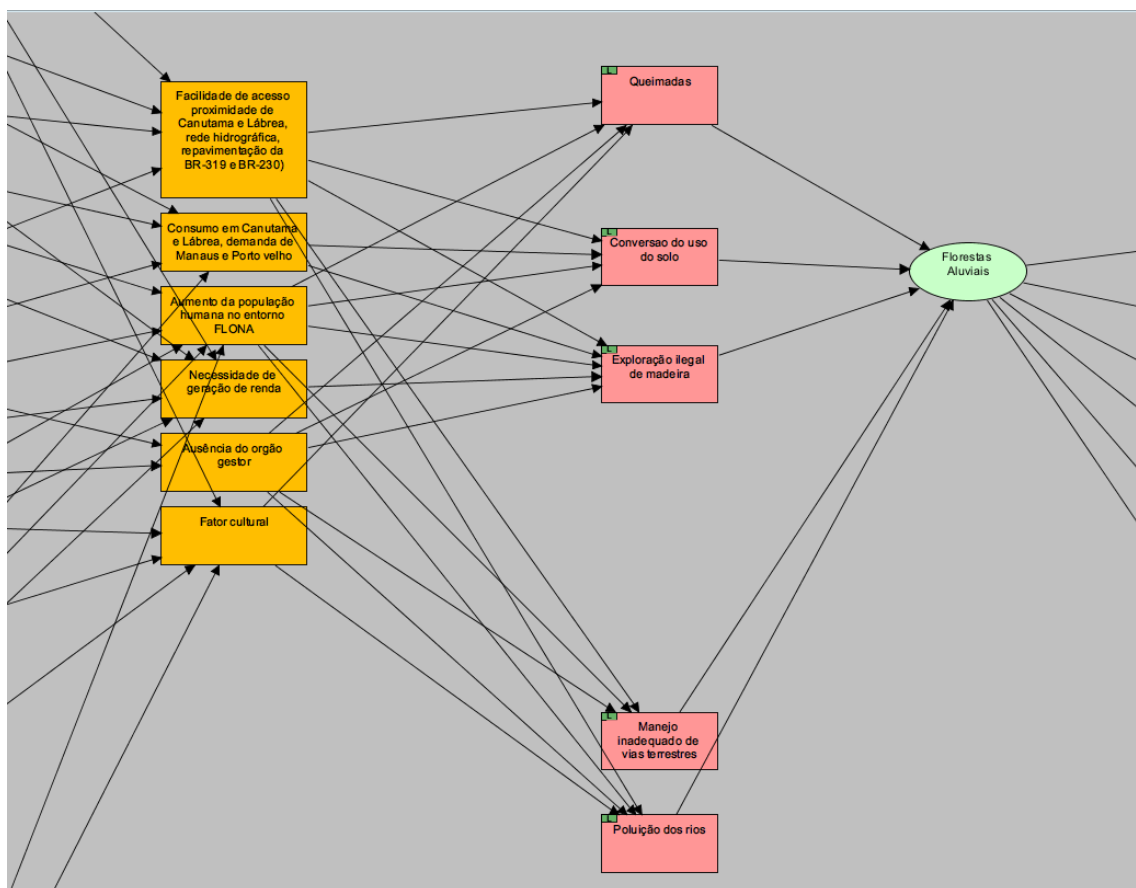 Facilidade de acesso
proximidade de
Canutama e Lábrea,
rede hidrográfica,
repavimentação da
BR-319 e BR-230)
Consumo em Canutama
e Lábrea, demanda de
Manaus e Porto velho
Aumento da população
humana no entorno
FLONA
Necessidade de
geração de renda
Ausência do orgão
gestor
Fator cultural
L
Queimadas
L
Conversao do uso
do solo
L
Exploração ilegal
de madeira
L
Manejo
inadequado de
vias terrestres
L
Poluição dos rios
Florestas
Aluviais